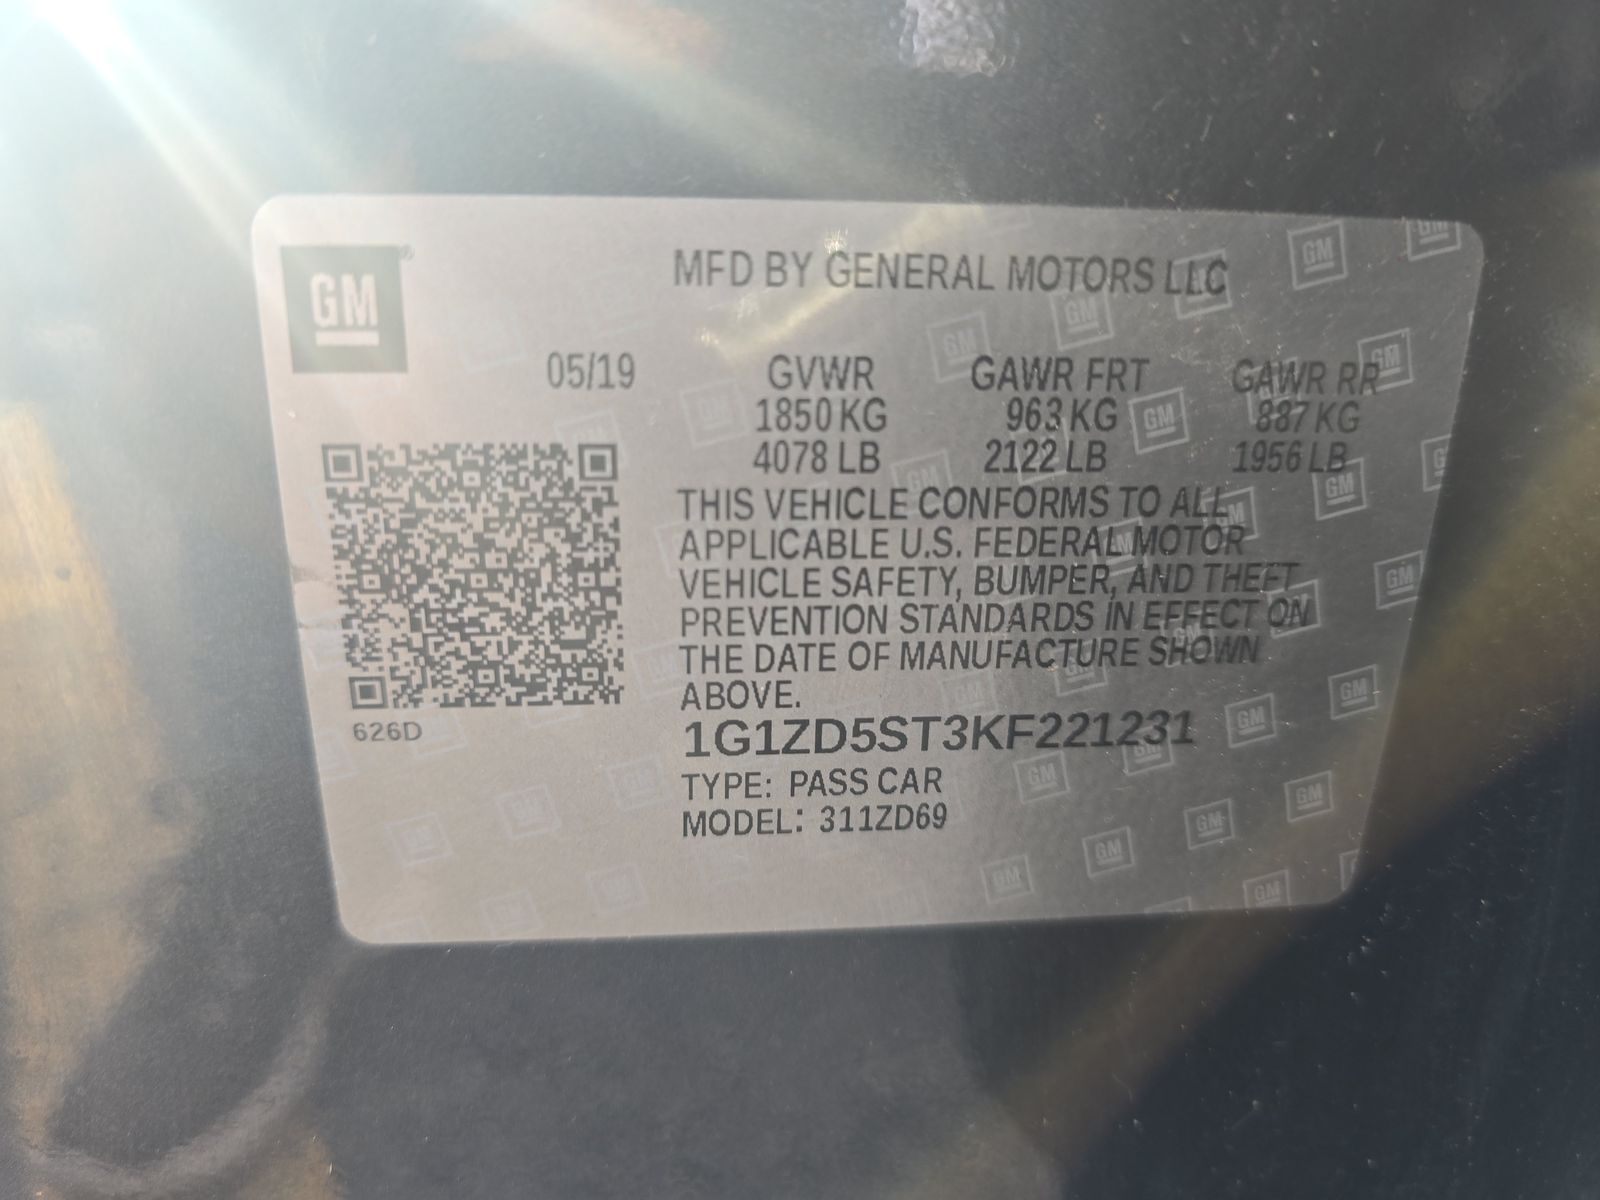 GM
MFD BY GENERAL MOTORS LLC
05/19
GVWR GAWR FRT GAWR RR
1850 KG 963 KG 887 KG
4078 LB 2122 LB 1956 LB
THIS VEHICLE CONFORMS TO ALL
APPLICABLE U.S. FEDERAL MOTOR
VEHICLE SAFETY, BUMPER, AND THEFT
PREVENTION STANDARDS IN EFFECT ON
THE DATE OF MANUFACTURE SHOWN
ABOVE.
626D
1G1ZD5ST3KF221231
TYPE: PASS CAR
MODEL: 311ZD69